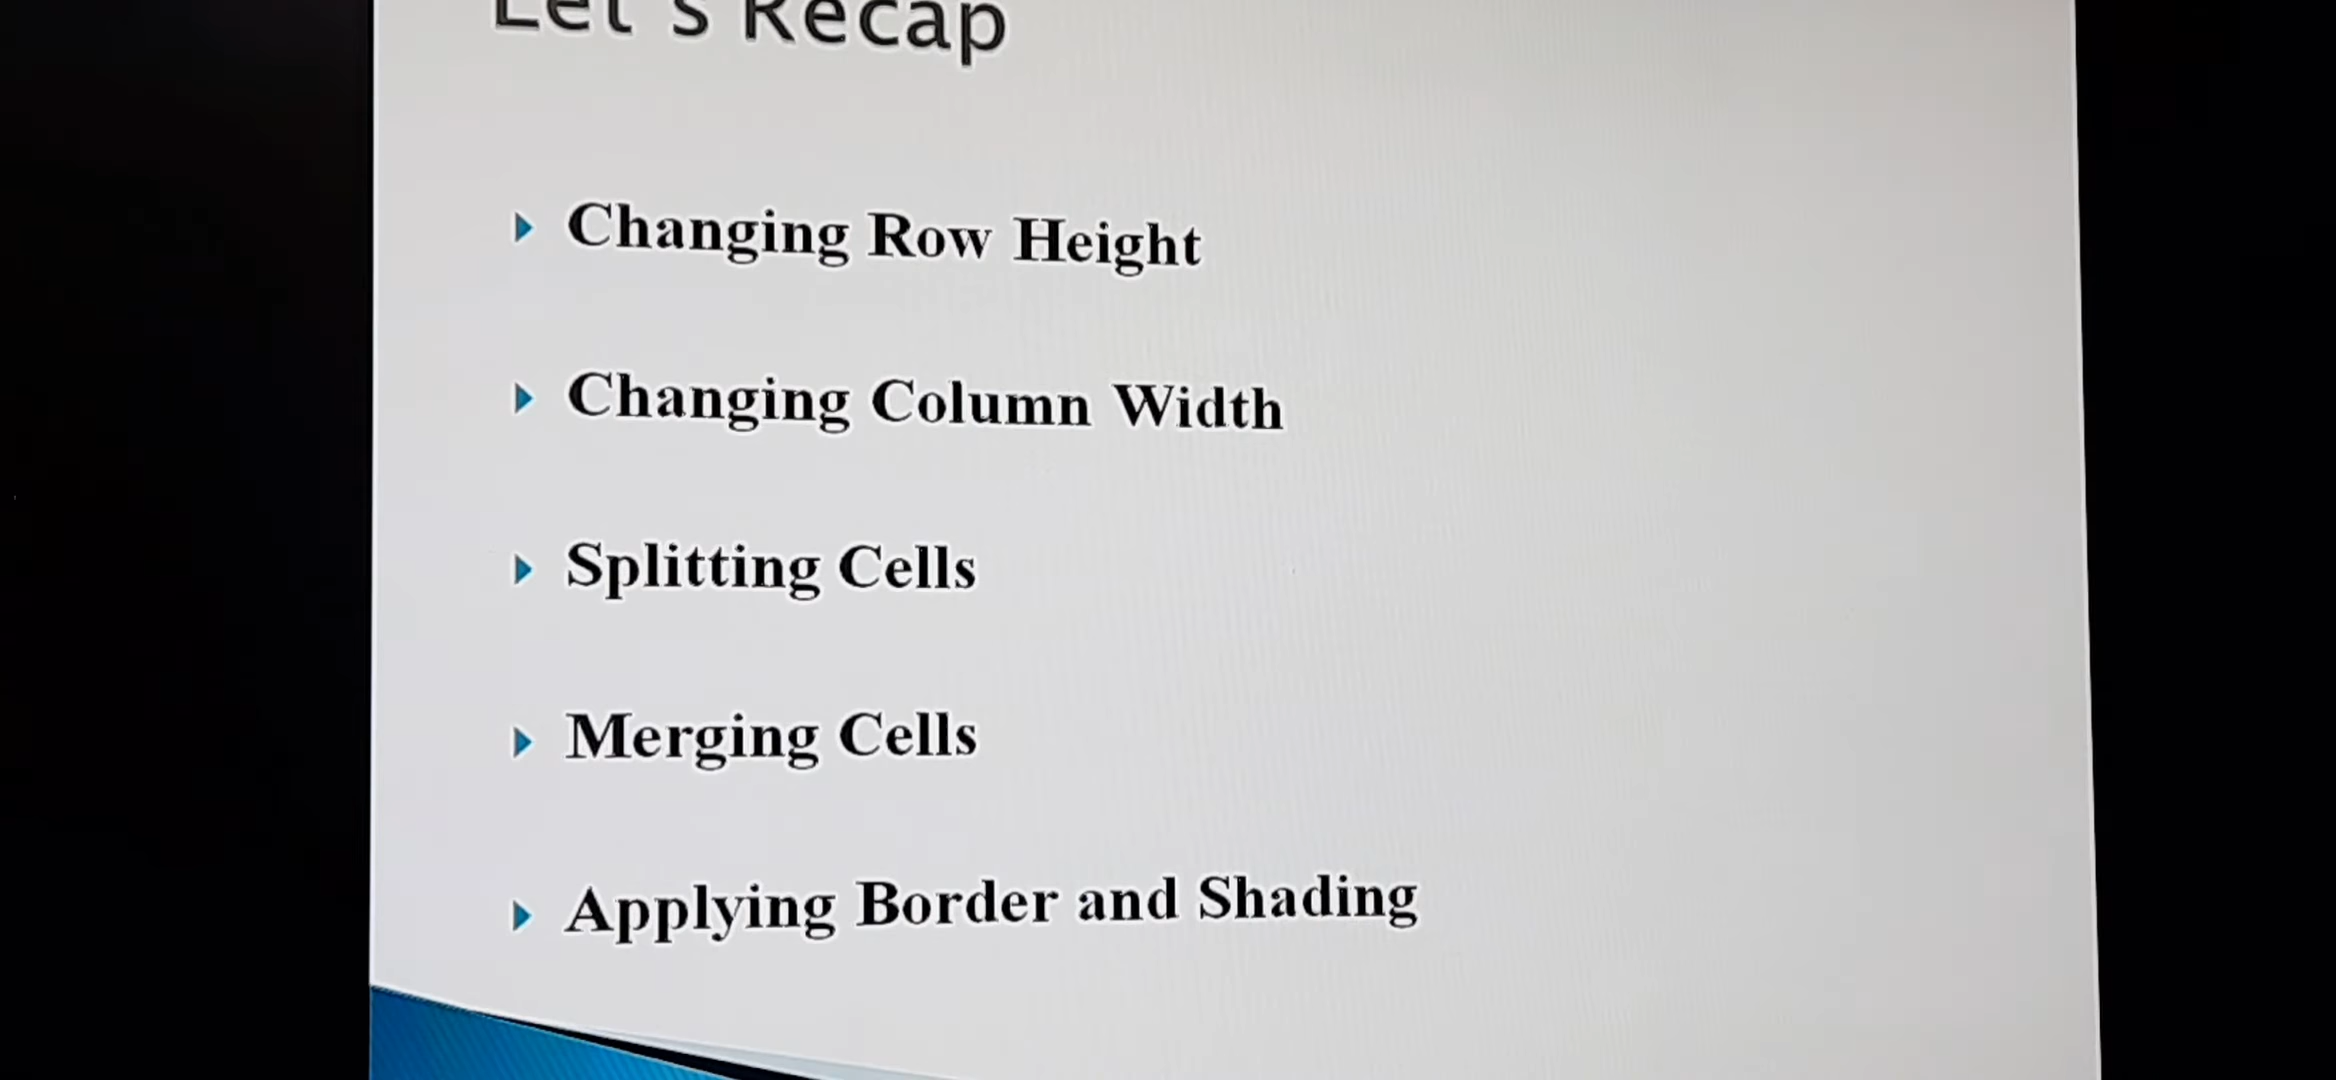 Let's Recap
Changing Row Height
Changing Column Width
Splitting Cells
Merging Cells
Applying Border and Shading